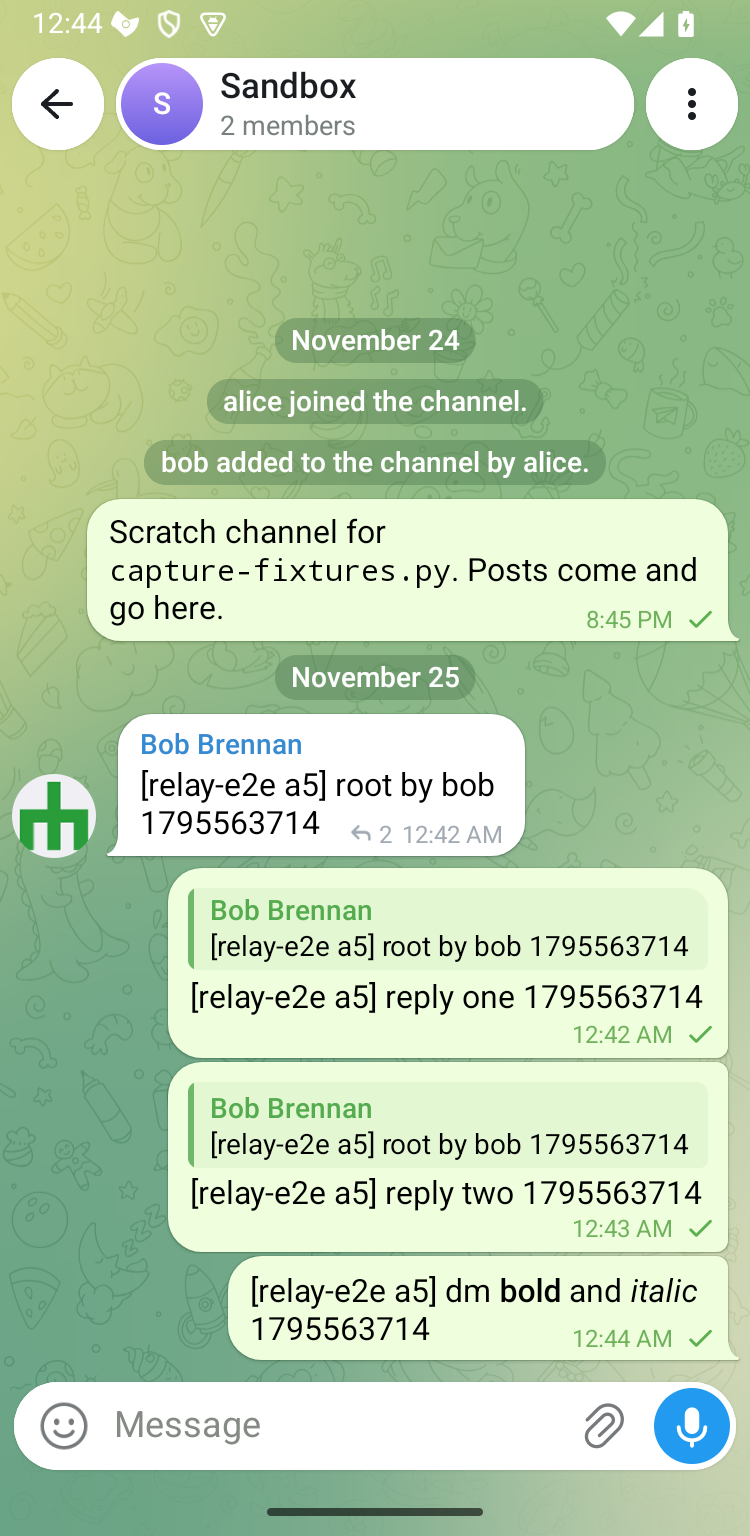 12:44
S
Sandbox
2 members
November 24
alice joined the channel.
bob added to the channel by alice.
Scratch channel for
capture-fixtures.py. Posts come and
go here.
8:45 PM
November 25
Bob Brennan
[relay-e2e a5] root by bob
1795563714
2 12:42 AM
Bob Brennan
[relay-e2e a5] root by bob 1795563714
[relay-e2e a5] reply one 1795563714
12:42 AM
Bob Brennan
[relay-e2e a5] root by bob 1795563714
[relay-e2e a5] reply two 1795563714
12:43 AM
[relay-e2e a5] dm bold and italic
1795563714
12:44 AM
Message